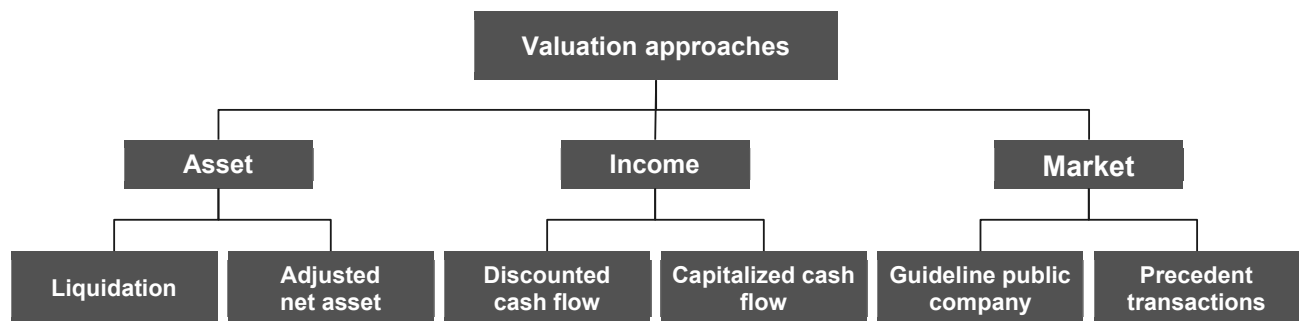 Valuation approaches
Asset
Income
Market
Liquidation
Adjusted
net asset
Discounted
cash flow
Capitalized cash
flow
Guideline public
company
Precedent
transactions